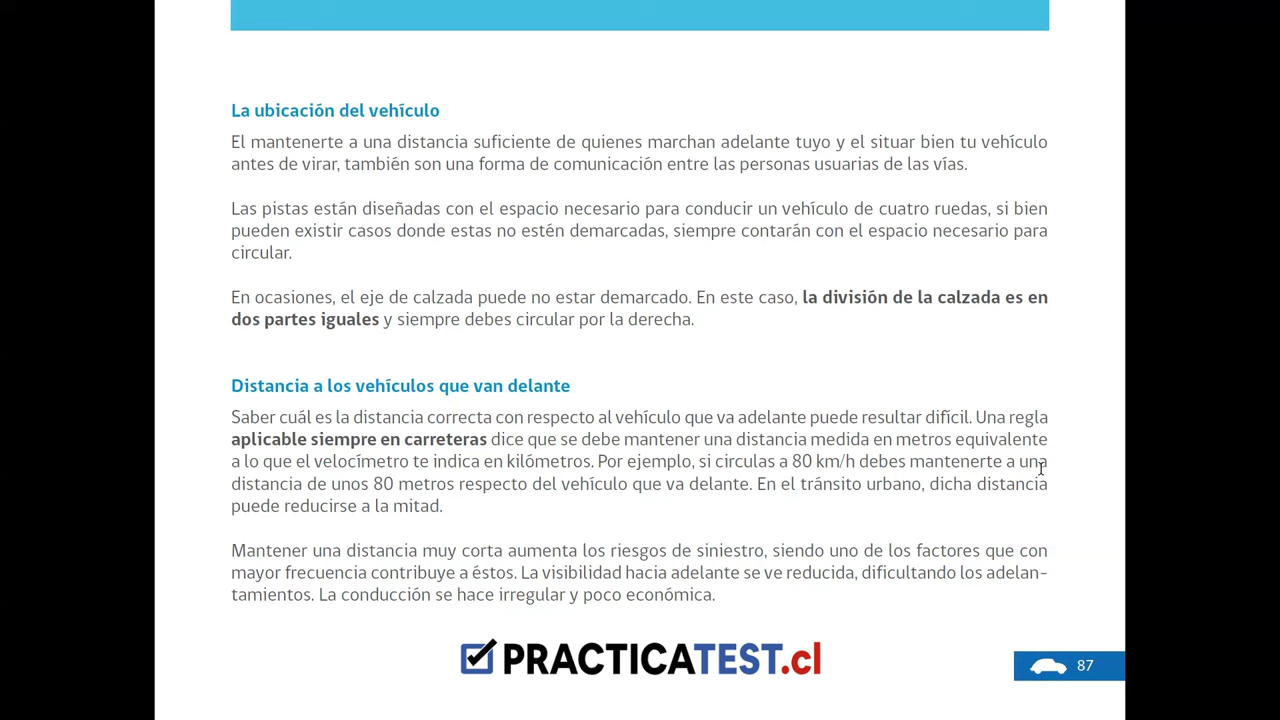 La ubicación del vehículo
El mantenerte a una distancia suficiente de quienes marchan adelante tuyo y el situar bien tu vehículo
antes de virar, también son una forma de comunicación entre las personas usuarias de las vías.
Las pistas están diseñadas con el espacio necesario para conducir un vehículo de cuatro ruedas, si bien
pueden existir casos donde estas no estén demarcadas, siempre contarán con el espacio necesario para
circular.
En ocasiones, el eje de calzada puede no estar demarcado. En este caso, la división de la calzada es en
dos partes iguales y siempre debes circular por la derecha.
Distancia a los vehículos que van delante
Saber cuál es la distancia correcta con respecto al vehículo que va adelante puede resultar difícil. Una regla
aplicable siempre en carreteras dice que se debe mantener una distancia medida en metros equivalente
a lo que el velocímetro te indica en kilómetros. Por ejemplo, si circulas a 80 km/h debes mantenerte a una
distancia de unos 80 metros respecto del vehículo que va delante. En el tránsito urbano, dicha distancia
puede reducirse a la mitad.
Mantener una distancia muy corta aumenta los riesgos de siniestro, siendo uno de los factores que con
mayor frecuencia contribuye a éstos. La visibilidad hacia adelante se ve reducida, dificultando los adelan-
tamientos. La conducción se hace irregular y poco económica.
PRACTICATEST.cl
87